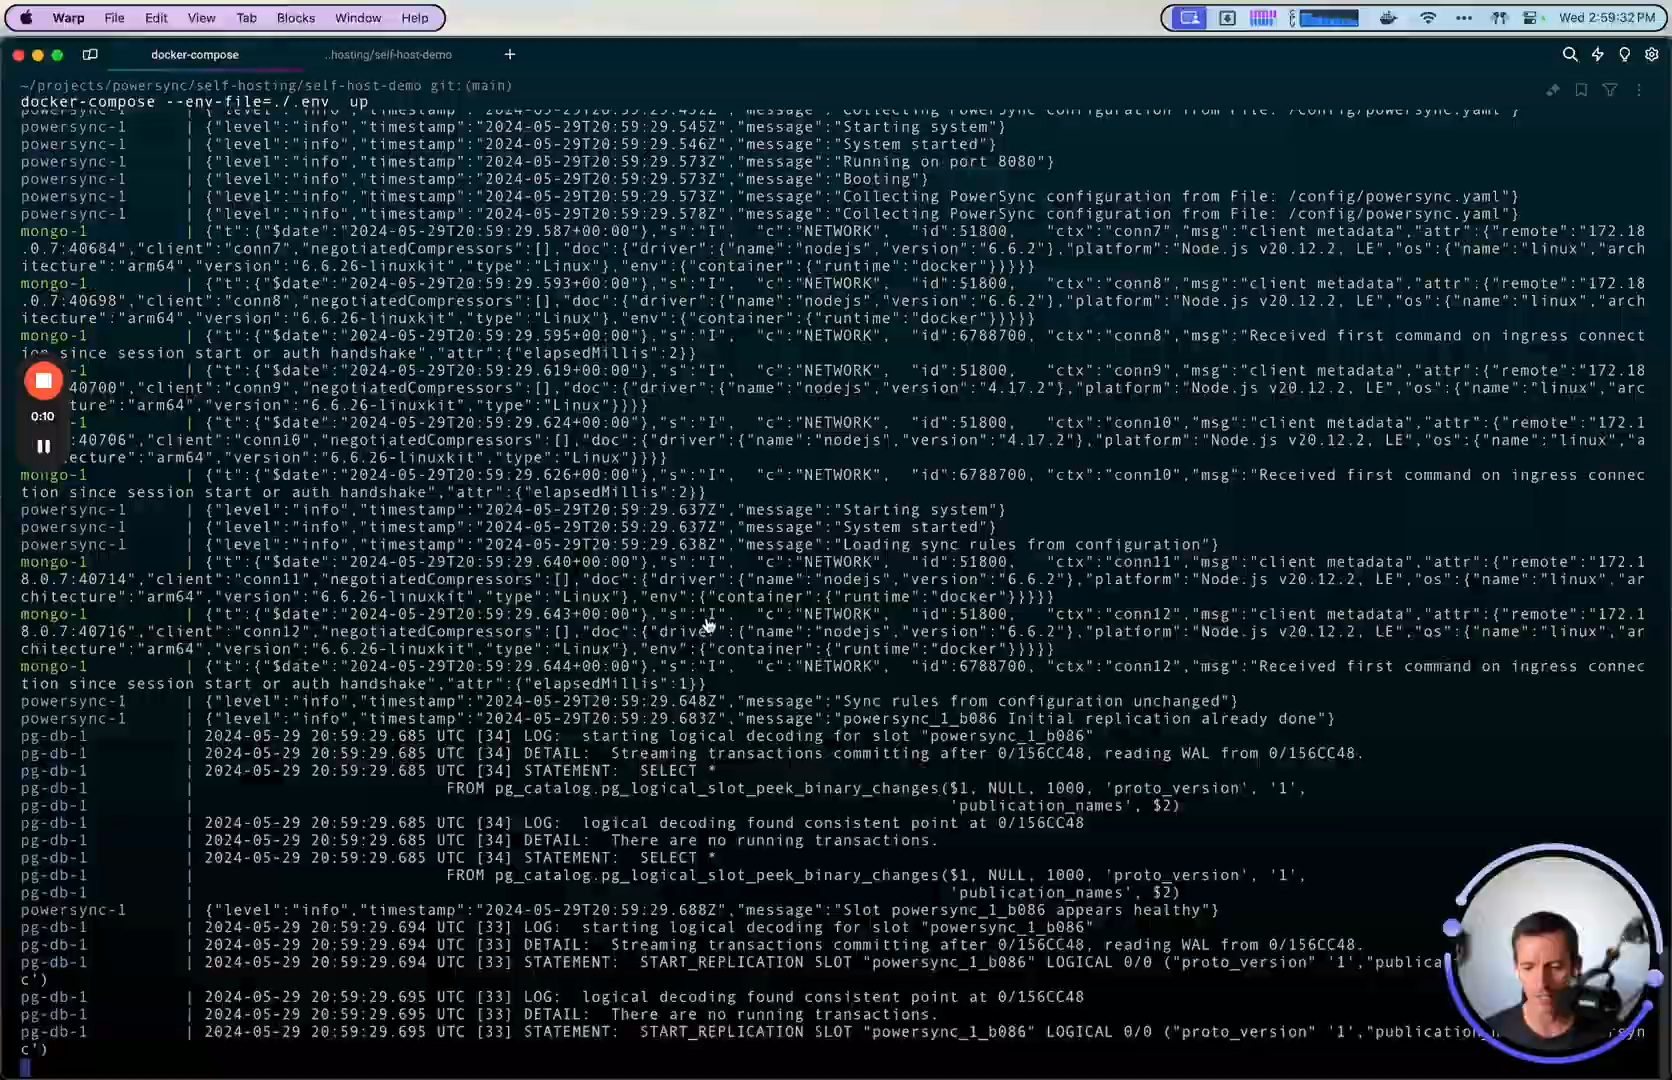 Warp File Edit View Tab Blocks Window Help
Wed 2:59:32 PM
docker-compose
..hosting/self-host-demo
~/projects/powersync/self-hosting/self-host-demo git:(main)
docker-compose --env-file=./.env up
powersync-1 | {"level":"info","timestamp":"2024-05-29T20:59:29.452Z","message":"Collecting PowerSync configuration from File: /config/powersync.yaml"}
powersync-1 | {"level":"info","timestamp":"2024-05-29T20:59:29.545Z","message":"Starting system"}
powersync-1 | {"level":"info","timestamp":"2024-05-29T20:59:29.546Z","message":"System started"}
powersync-1 | {"level":"info","timestamp":"2024-05-29T20:59:29.573Z","message":"Running on port 8080"}
powersync-1 | {"level":"info","timestamp":"2024-05-29T20:59:29.573Z","message":"Booting"}
powersync-1 | {"level":"info","timestamp":"2024-05-29T20:59:29.573Z","message":"Collecting PowerSync configuration from File: /config/powersync.yaml"}
powersync-1 | {"level":"info","timestamp":"2024-05-29T20:59:29.578Z","message":"Collecting PowerSync configuration from File: /config/powersync.yaml"}
mongo-1 | {"t":{"$date":"2024-05-29T20:59:29.587+00:00"},"s":"I", "c":"NETWORK", "id":51800, "ctx":"conn7","msg":"client metadata","attr":{"remote":"172.18
.0.7:40684","client":"conn7","negotiatedCompressors":[],"doc":{"driver":{"name":"nodejs","version":"6.6.2"},"platform":"Node.js v20.12.2, LE","os":{"name":"linux","arch
itecture":"arm64","version":"6.6.26-linuxkit","type":"Linux"},"env":{"container":{"runtime":"docker"}}}}}
mongo-1 | {"t":{"$date":"2024-05-29T20:59:29.593+00:00"},"s":"I", "c":"NETWORK", "id":51800, "ctx":"conn8","msg":"client metadata","attr":{"remote":"172.18
.0.7:40698","client":"conn8","negotiatedCompressors":[],"doc":{"driver":{"name":"nodejs","version":"6.6.2"},"platform":"Node.js v20.12.2, LE","os":{"name":"linux","arch
itecture":"arm64","version":"6.6.26-linuxkit","type":"Linux"},"env":{"container":{"runtime":"docker"}}}}}
mongo-1 | {"t":{"$date":"2024-05-29T20:59:29.595+00:00"},"s":"I", "c":"NETWORK", "id":6788700, "ctx":"conn8","msg":"Received first command on ingress connect
ion since session start or auth handshake","attr":{"elapsedMillis":2}}
-1 | {"t":{"$date":"2024-05-29T20:59:29.619+00:00"},"s":"I", "c":"NETWORK", "id":51800, "ctx":"conn9","msg":"client metadata","attr":{"remote":"172.18
40700","client":"conn9","negotiatedCompressors":[],"doc":{"driver":{"name":"nodejs","version":"4.17.2"},"platform":"Node.js v20.12.2, LE","os":{"name":"linux","arc
ture":"arm64","version":"6.6.26-linuxkit","type":"Linux"}}}}
0:10
-1 | {"t":{"$date":"2024-05-29T20:59:29.624+00:00"},"s":"I", "c":"NETWORK", "id":51800, "ctx":"conn10","msg":"client metadata","attr":{"remote":"172.1
:40706","client":"conn10","negotiatedCompressors":[],"doc":{"driver":{"name":"nodejs","version":"4.17.2"},"platform":"Node.js v20.12.2, LE","os":{"name":"linux","a
ecture":"arm64","version":"6.6.26-linuxkit","type":"Linux"}}}}
mongo-1 | {"t":{"$date":"2024-05-29T20:59:29.626+00:00"},"s":"I", "c":"NETWORK", "id":6788700, "ctx":"conn10","msg":"Received first command on ingress connec
tion since session start or auth handshake","attr":{"elapsedMillis":2}}
powersync-1 | {"level":"info","timestamp":"2024-05-29T20:59:29.637Z","message":"Starting system"}
powersync-1 | {"level":"info","timestamp":"2024-05-29T20:59:29.637Z","message":"System started"}
powersync-1 | {"level":"info","timestamp":"2024-05-29T20:59:29.638Z","message":"Loading sync rules from configuration"}
mongo-1 | {"t":{"$date":"2024-05-29T20:59:29.640+00:00"},"s":"I", "c":"NETWORK", "id":51800, "ctx":"conn11","msg":"client metadata","attr":{"remote":"172.1
8.0.7:40714","client":"conn11","negotiatedCompressors":[],"doc":{"driver":{"name":"nodejs","version":"6.6.2"},"platform":"Node.js v20.12.2, LE","os":{"name":"linux","ar
chitecture":"arm64","version":"6.6.26-linuxkit","type":"Linux"},"env":{"container":{"runtime":"docker"}}}}}
mongo-1 | {"t":{"$date":"2024-05-29T20:59:29.643+00:00"},"s":"I", "c":"NETWORK", "id":51800, "ctx":"conn12","msg":"client metadata","attr":{"remote":"172.1
8.0.7:40716","client":"conn12","negotiatedCompressors":[],"doc":{"driver":{"name":"nodejs","version":"6.6.2"},"platform":"Node.js v20.12.2, LE","os":{"name":"linux","ar
chitecture":"arm64","version":"6.6.26-linuxkit","type":"Linux"},"env":{"container":{"runtime":"docker"}}}}}
mongo-1 | {"t":{"$date":"2024-05-29T20:59:29.644+00:00"},"s":"I", "c":"NETWORK", "id":6788700, "ctx":"conn12","msg":"Received first command on ingress connec
tion since session start or auth handshake","attr":{"elapsedMillis":1}}
powersync-1 | {"level":"info","timestamp":"2024-05-29T20:59:29.648Z","message":"Sync rules from configuration unchanged"}
powersync-1 | {"level":"info","timestamp":"2024-05-29T20:59:29.683Z","message":"powersync_1_b086 Initial replication already done"}
pg-db-1 | 2024-05-29 20:59:29.685 UTC [34] LOG: starting logical decoding for slot "powersync_1_b086"
pg-db-1 | 2024-05-29 20:59:29.685 UTC [34] DETAIL: Streaming transactions committing after 0/156CC48, reading WAL from 0/156CC48.
pg-db-1 | 2024-05-29 20:59:29.685 UTC [34] STATEMENT: SELECT *
pg-db-1 | FROM pg_catalog.pg_logical_slot_peek_binary_changes($1, NULL, 1000, 'proto_version', '1',
pg-db-1 | 'publication_names', $2)
pg-db-1 | 2024-05-29 20:59:29.685 UTC [34] LOG: logical decoding found consistent point at 0/156CC48
pg-db-1 | 2024-05-29 20:59:29.685 UTC [34] DETAIL: There are no running transactions.
pg-db-1 | 2024-05-29 20:59:29.685 UTC [34] STATEMENT: SELECT *
pg-db-1 | FROM pg_catalog.pg_logical_slot_peek_binary_changes($1, NULL, 1000, 'proto_version', '1',
pg-db-1 | 'publication_names', $2)
powersync-1 | {"level":"info","timestamp":"2024-05-29T20:59:29.688Z","message":"Slot powersync_1_b086 appears healthy"}
pg-db-1 | 2024-05-29 20:59:29.694 UTC [33] LOG: starting logical decoding for slot "powersync_1_b086"
pg-db-1 | 2024-05-29 20:59:29.694 UTC [33] DETAIL: Streaming transactions committing after 0/156CC48, reading WAL from 0/156CC48.
pg-db-1 | 2024-05-29 20:59:29.694 UTC [33] STATEMENT: START_REPLICATION SLOT "powersync_1_b086" LOGICAL 0/0 ("proto_version" '1',"publica
c')
pg-db-1 | 2024-05-29 20:59:29.695 UTC [33] LOG: logical decoding found consistent point at 0/156CC48
pg-db-1 | 2024-05-29 20:59:29.695 UTC [33] DETAIL: There are no running transactions.
pg-db-1 | 2024-05-29 20:59:29.695 UTC [33] STATEMENT: START_REPLICATION SLOT "powersync_1_b086" LOGICAL 0/0 ("proto_version" '1',"publication
c')